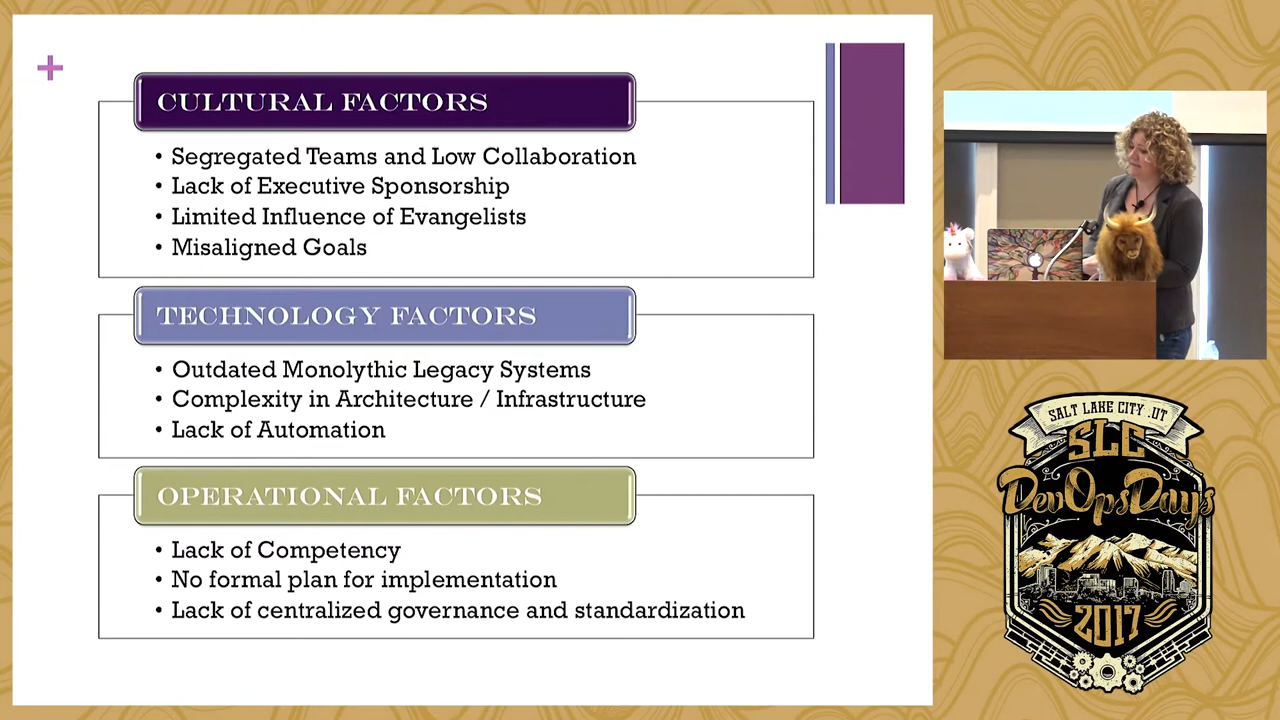 CULTURAL FACTORS
• Segregated Teams and Low Collaboration
• Lack of Executive Sponsorship
• Limited Influence of Evangelists
• Misaligned Goals
TECHNOLOGY FACTORS
• Outdated Monolythic Legacy Systems
• Complexity in Architecture / Infrastructure
• Lack of Automation
OPERATIONAL FACTORS
• Lack of Competency
• No formal plan for implementation
• Lack of centralized governance and standardization
SALT LAKE CITY .UT
SLC
DevOpsDays
2017